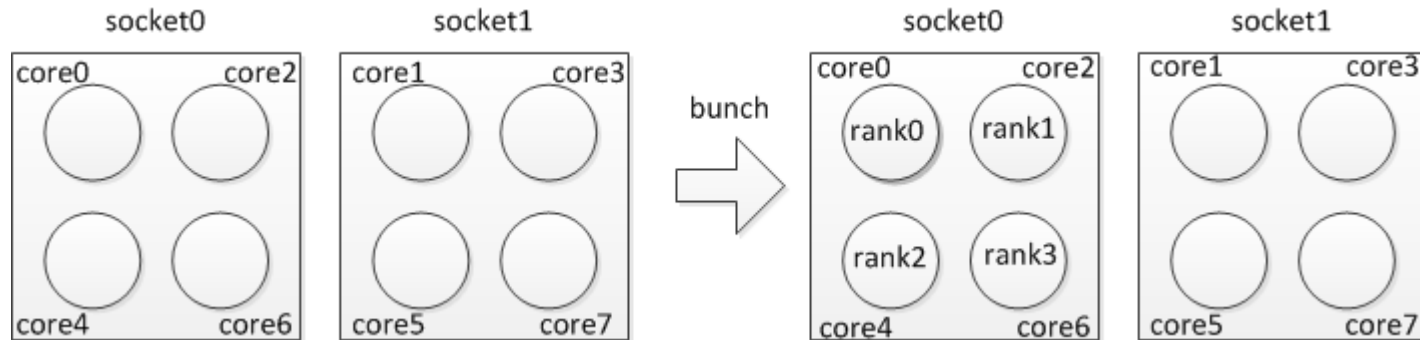 socket0 socket1 socket0 socket1
core0 core2 core1 core3 core0 core2 core1 core3
bunch
rank0 rank1
rank2 rank3
core4 core6 core5 core7 core4 core6 core5 core7